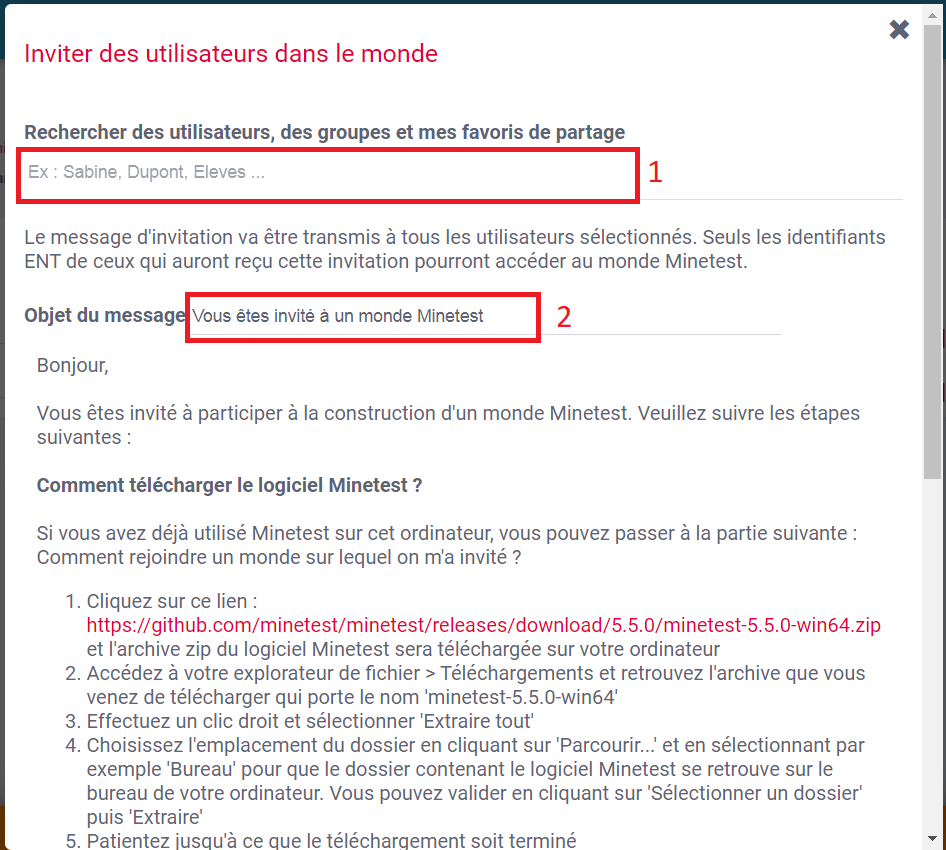 Inviter des utilisateurs dans le monde
Rechercher des utilisateurs, des groupes et mes favoris de partage
Ex : Sabine, Dupont, Eleves ...
1
Le message d'invitation va être transmis à tous les utilisateurs sélectionnés. Seuls les identifiants
ENT de ceux qui auront reçu cette invitation pourront accéder au monde Minetest.
Objet du message Vous êtes invité à un monde Minetest
2
Bonjour,
Vous êtes invité à participer à la construction d'un monde Minetest. Veuillez suivre les étapes
suivantes :
Comment télécharger le logiciel Minetest ?
Si vous avez déjà utilisé Minetest sur cet ordinateur, vous pouvez passer à la partie suivante :
Comment rejoindre un monde sur lequel on m'a invité ?
1. Cliquez sur ce lien :
https://github.com/minetest/minetest/releases/download/5.5.0/minetest-5.5.0-win64.zip
et l'archive zip du logiciel Minetest sera téléchargée sur votre ordinateur
2. Accédez à votre explorateur de fichier > Téléchargements et retrouvez l'archive que vous
venez de télécharger qui porte le nom 'minetest-5.5.0-win64'
3. Effectuez un clic droit et sélectionner 'Extraire tout'
4. Choisissez l'emplacement du dossier en cliquant sur 'Parcourir...' et en sélectionnant par
exemple 'Bureau' pour que le dossier contenant le logiciel Minetest se retrouve sur le
bureau de votre ordinateur. Vous pouvez valider en cliquant sur 'Sélectionner un dossier'
puis 'Extraire'
5. Patientez jusqu'à ce que le téléchargement soit terminé